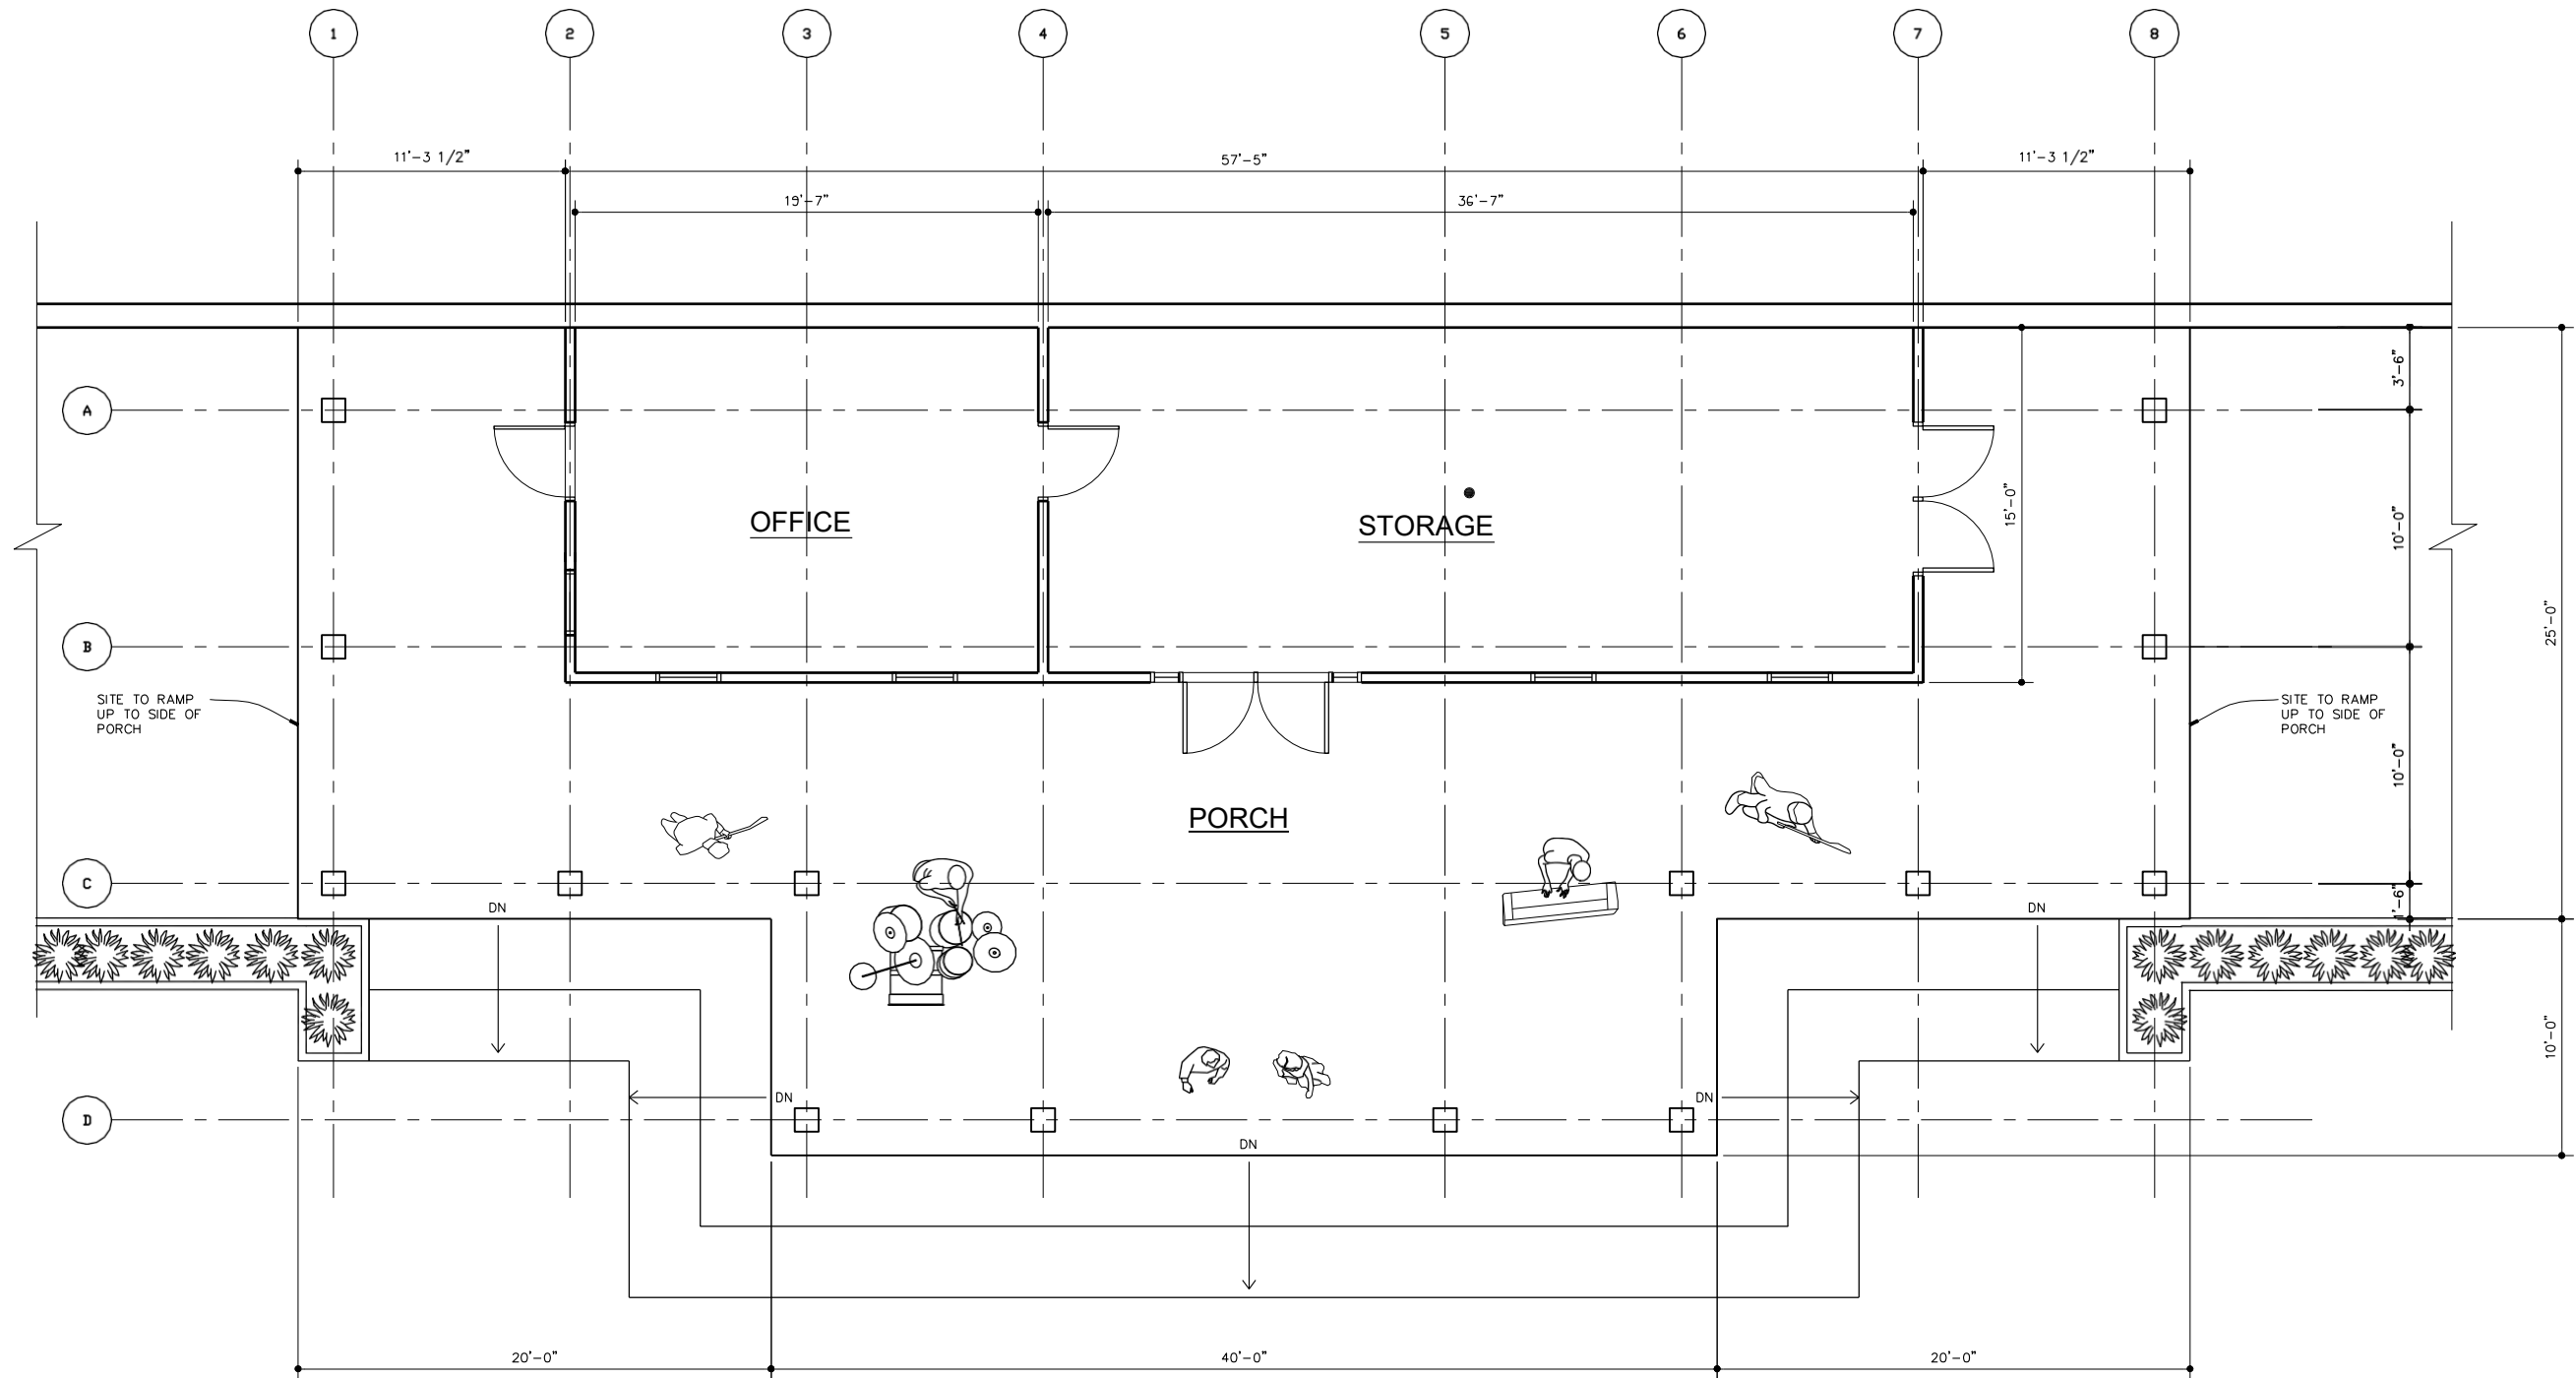 1
2
3
4
5
6
7
8
11'-3 1/2"
57'-5"
11'-3 1/2"
19'-7"
36'-7"
3'-6"
A
10'-0"
15'-0"
OFFICE
STORAGE
25'-0"
B
SITE TO RAMP
UP TO SIDE OF
PORCH
SITE TO RAMP
UP TO SIDE OF
PORCH
10'-0"
PORCH
C
1'-6"
DN
DN
10'-0"
DN
DN
D
DN
20'-0"
40'-0"
20'-0"